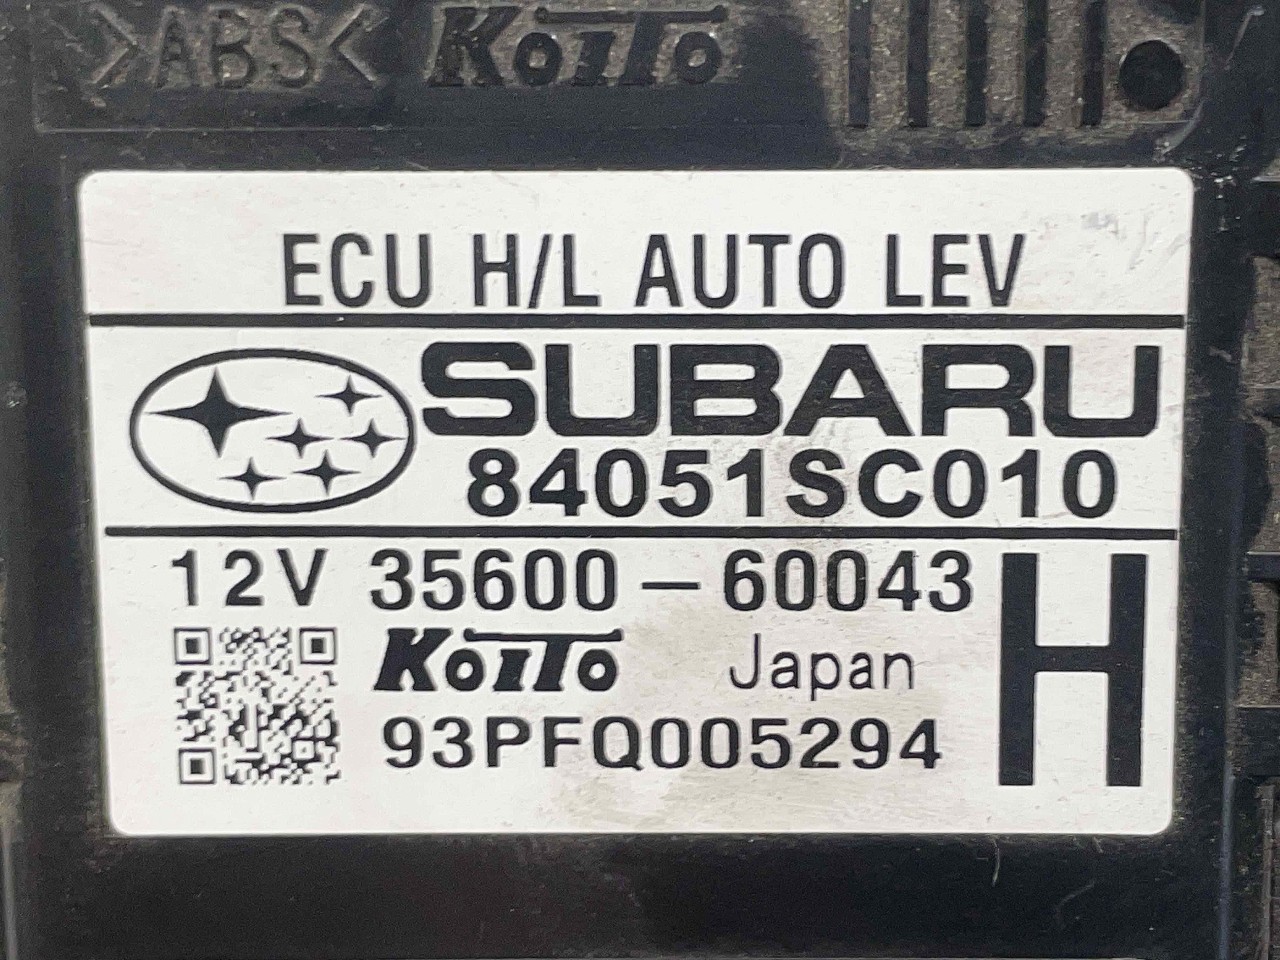 >ABS< KOITO
ECU H/L AUTO LEV
SUBARU
84051SC010
12V 35600-60043 H
KOITO Japan
93PFQ005294